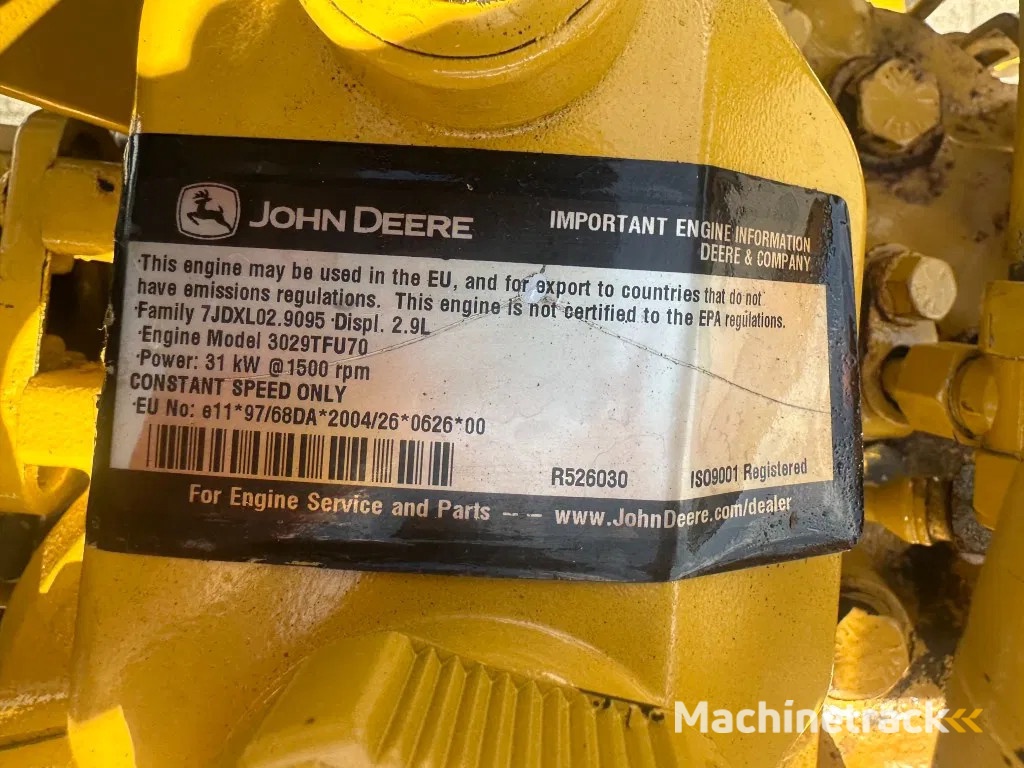 JOHN DEERE
IMPORTANT ENGINE INFORMATION
DEERE & COMPANY
·This engine may be used in the EU, and for export to countries that do not
have emissions regulations. This engine is not certified to the EPA regulations.
·Family 7JDXL02.9095 ·Displ. 2.9L
·Engine Model 3029TFU70
·Power: 31 kW @1500 rpm
CONSTANT SPEED ONLY
·EU No: e11*97/68DA*2004/26*0626*00
R526030
ISO9001 Registered
For Engine Service and Parts --- www.JohnDeere.com/dealer
Machinetrack